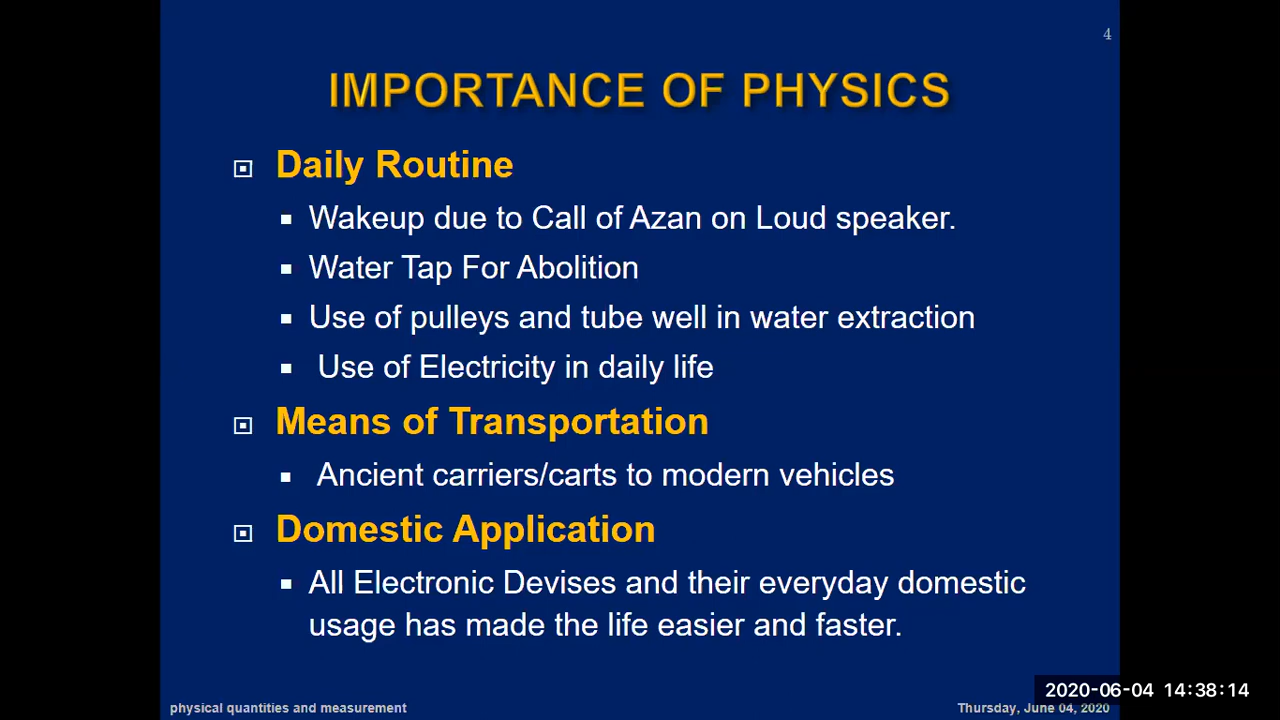 4
IMPORTANCE OF PHYSICS
Daily Routine
Wakeup due to Call of Azan on Loud speaker.
Water Tap For Abolition
Use of pulleys and tube well in water extraction
Use of Electricity in daily life
Means of Transportation
Ancient carriers/carts to modern vehicles
Domestic Application
All Electronic Devises and their everyday domestic
usage has made the life easier and faster.
2020-06-04 14:38:14
physical quantities and measurement
Thursday, June 04, 2020